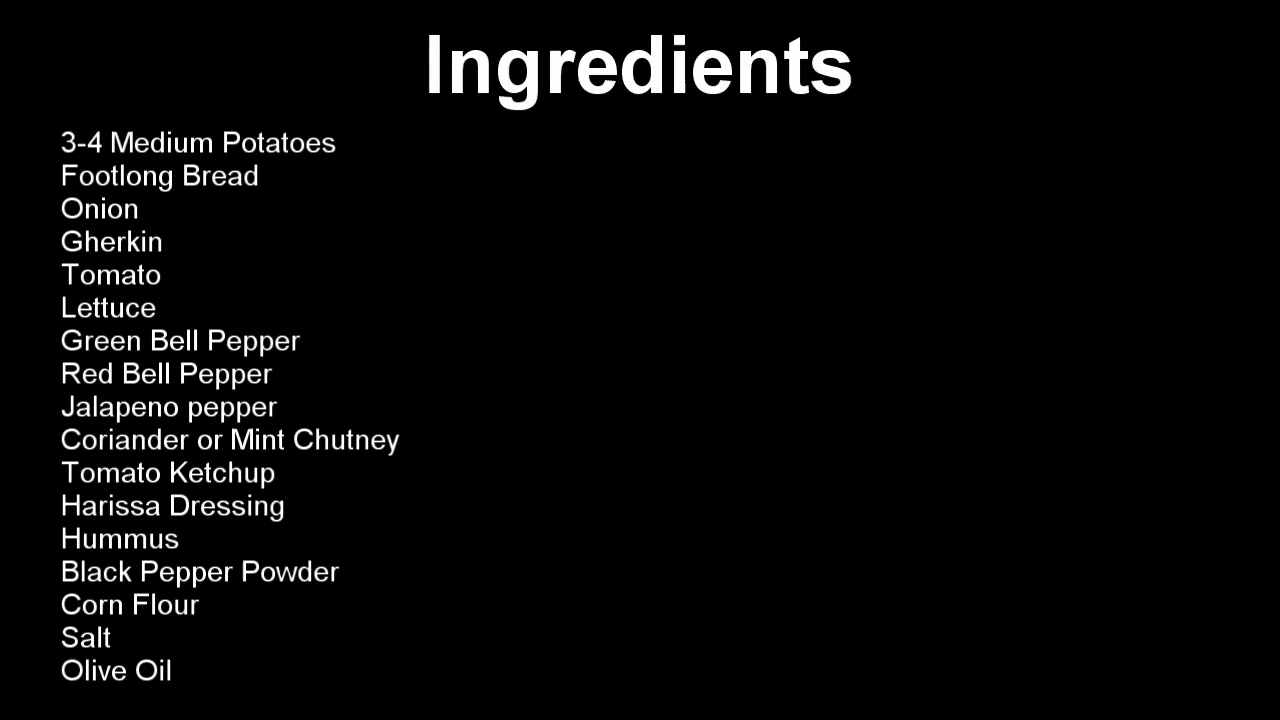 Ingredients
3-4 Medium Potatoes
Footlong Bread
Onion
Gherkin
Tomato
Lettuce
Green Bell Pepper
Red Bell Pepper
Jalapeno pepper
Coriander or Mint Chutney
Tomato Ketchup
Harissa Dressing
Hummus
Black Pepper Powder
Corn Flour
Salt
Olive Oil